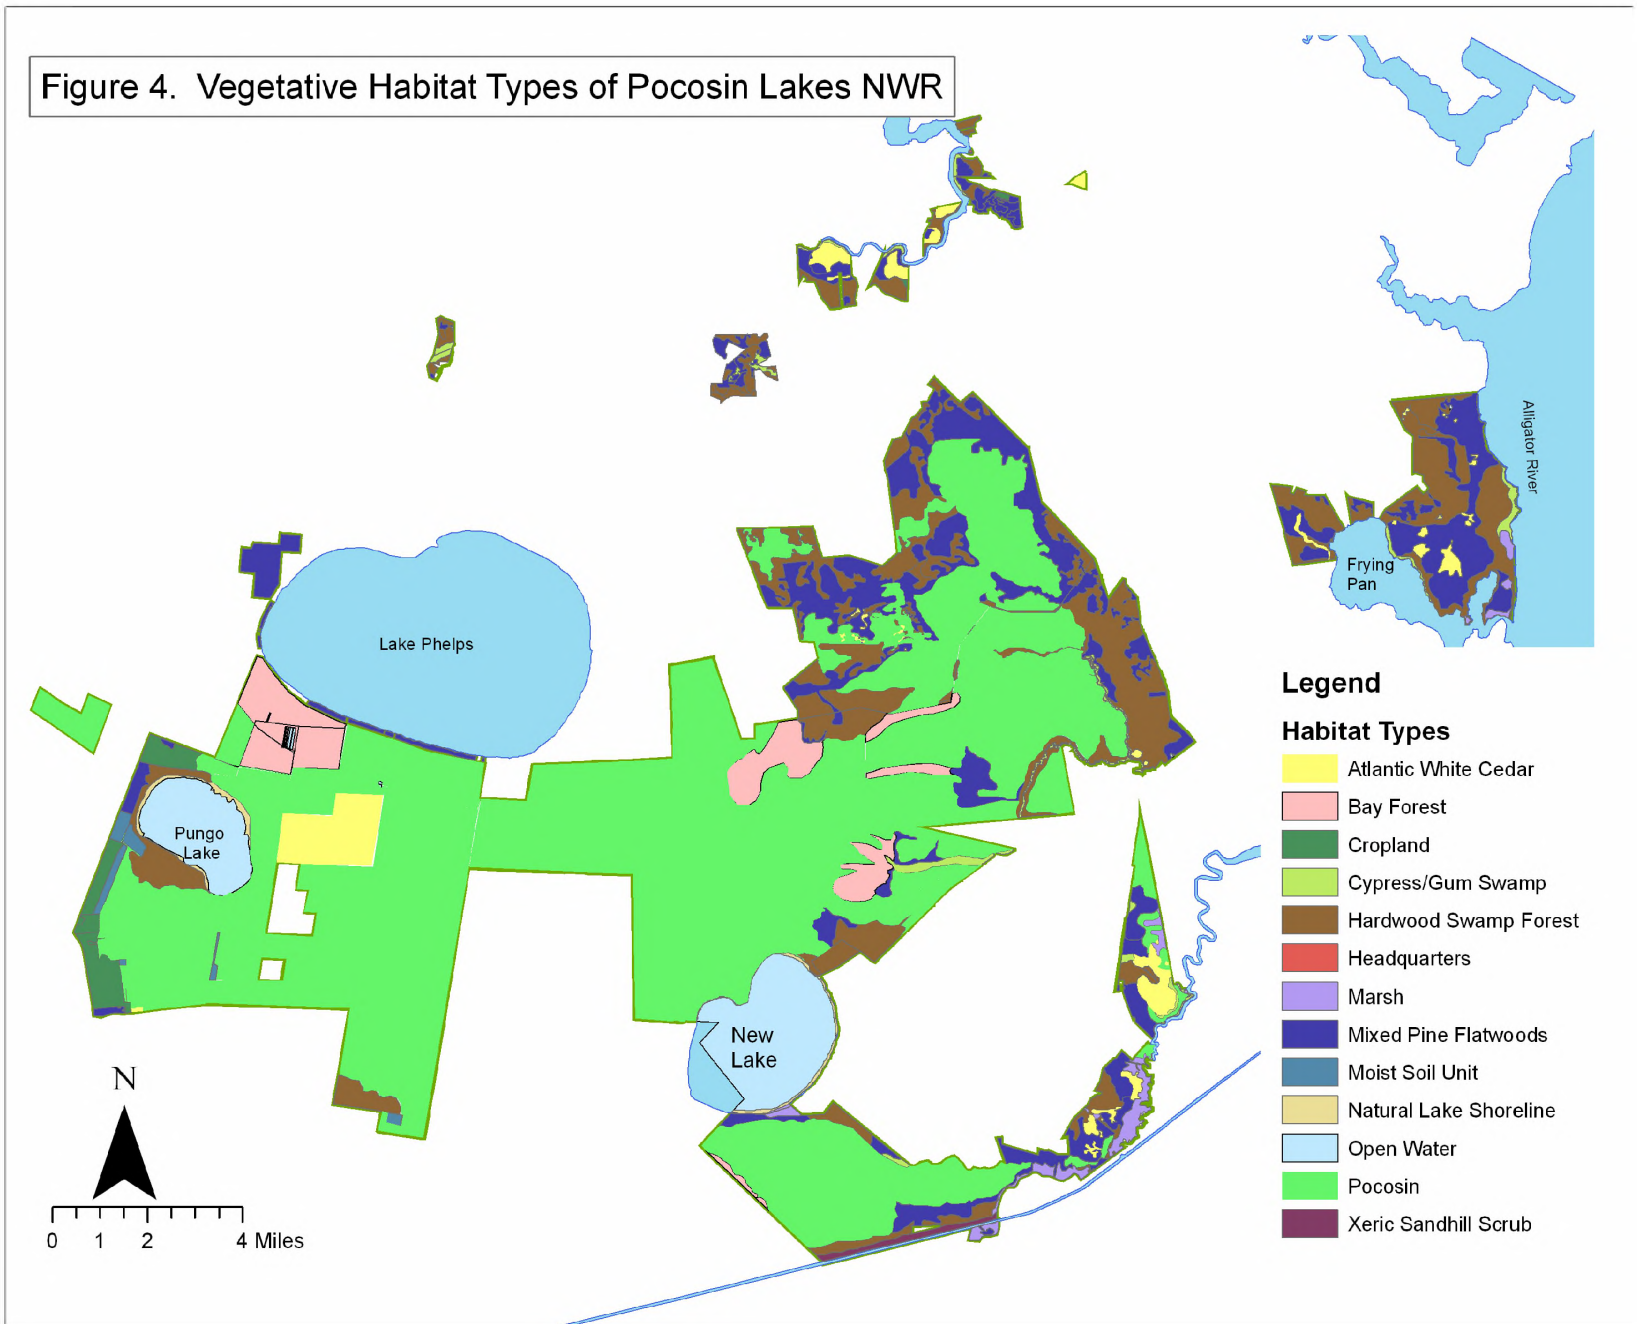 Figure 4. Vegetative Habitat Types of Pocosin Lakes NWR
Alligator River
Frying
Pan
Lake Phelps
Pungo
Lake
New
Lake
N
0 1 2 4 Miles
Legend
Habitat Types
Atlantic White Cedar
Bay Forest
Cropland
Cypress/Gum Swamp
Hardwood Swamp Forest
Headquarters
Marsh
Mixed Pine Flatwoods
Moist Soil Unit
Natural Lake Shoreline
Open Water
Pocosin
Xeric Sandhill Scrub